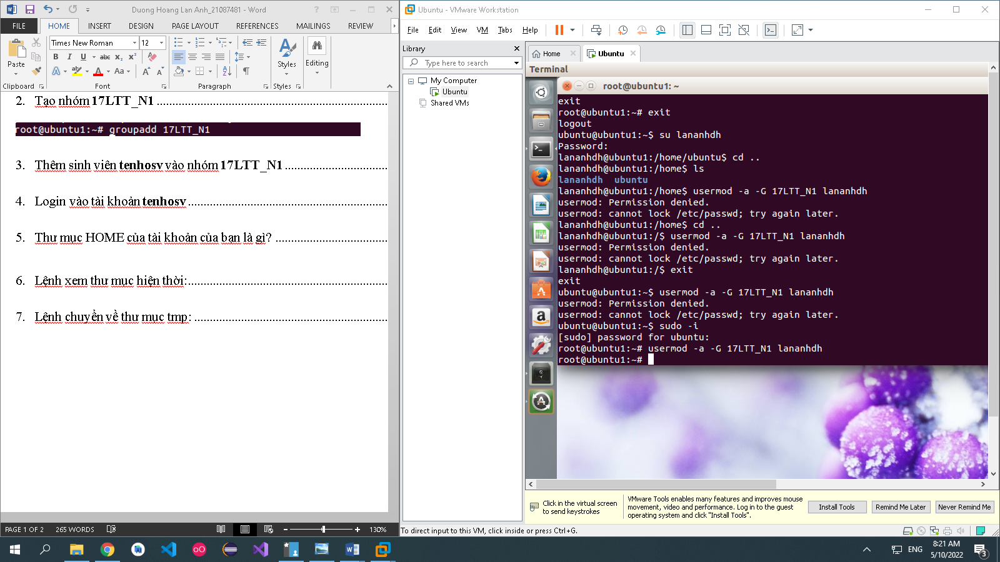 Duong Hoang Lan Anh_21087481 - Word
FILE
HOME
INSERT
DESIGN
PAGE LAYOUT
REFERENCES
MAILINGS
REVIEW
Times New Roman
12
Paste
Styles
Editing
Clipboard
Font
Paragraph
Styles
2. Tạo nhóm 17LTT_N1
root@ubuntu1:~# groupadd 17LTT_N1
3. Thêm sinh viên tenhosv vào nhóm 17LTT_N1
4. Login vào tài khoản tenhosv
5. Thư mục HOME của tài khoản của bạn là gì?
6. Lệnh xem thư mục hiện thời:
7. Lệnh chuyển về thư mục tmp:
PAGE 1 OF 2
265 WORDS
130%
Ubuntu - VMware Workstation
File
Edit
View
VM
Tabs
Help
Library
Type here to search
My Computer
Ubuntu
Shared VMs
Home
Ubuntu
Terminal
root@ubuntu1: ~
exit
root@ubuntu1:~# exit
logout
ubuntu@ubuntu1:~$ su lananhdh
Password:
lananhdh@ubuntu1:/home/ubuntu$ cd ..
lananhdh@ubuntu1:/home$ ls
lananhdh ubuntu
lananhdh@ubuntu1:/home$ usermod -a -G 17LTT_N1 lananhdh
usermod: Permission denied.
usermod: cannot lock /etc/passwd; try again later.
lananhdh@ubuntu1:/home$ cd ..
lananhdh@ubuntu1:/$ usermod -a -G 17LTT_N1 lananhdh
usermod: Permission denied.
usermod: cannot lock /etc/passwd; try again later.
lananhdh@ubuntu1:/$ exit
exit
ubuntu@ubuntu1:~$ usermod -a -G 17LTT_N1 lananhdh
usermod: Permission denied.
usermod: cannot lock /etc/passwd; try again later.
ubuntu@ubuntu1:~$ sudo -i
[sudo] password for ubuntu:
root@ubuntu1:~# usermod -a -G 17LTT_N1 lananhdh
root@ubuntu1:~#
Click in the virtual screen
to send keystrokes
VMware Tools enables many features and improves mouse
movement, video and performance. Log in to the guest
operating system and click "Install Tools".
Install Tools
Remind Me Later
Never Remind Me
To direct input to this VM, click inside or press Ctrl+G.
ENG
8:21 AM
5/10/2022
3